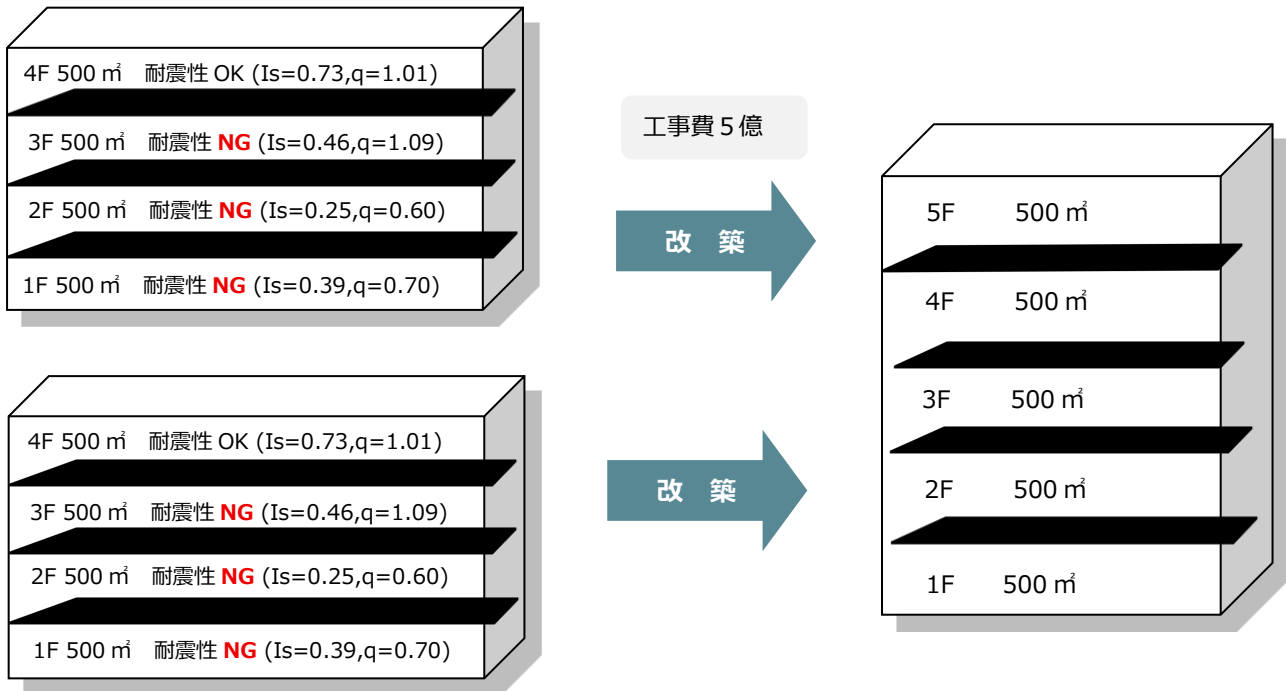 4F 500 ㎡ 耐震性 OK (Is=0.73,q=1.01)
3F 500 ㎡ 耐震性 NG (Is=0.46,q=1.09)
2F 500 ㎡ 耐震性 NG (Is=0.25,q=0.60)
1F 500 ㎡ 耐震性 NG (Is=0.39,q=0.70)
4F 500 ㎡ 耐震性 OK (Is=0.73,q=1.01)
3F 500 ㎡ 耐震性 NG (Is=0.46,q=1.09)
2F 500 ㎡ 耐震性 NG (Is=0.25,q=0.60)
1F 500 ㎡ 耐震性 NG (Is=0.39,q=0.70)
工事費 5 億
改 築
改 築
5F 500 ㎡
4F 500 ㎡
3F 500 ㎡
2F 500 ㎡
1F 500 ㎡